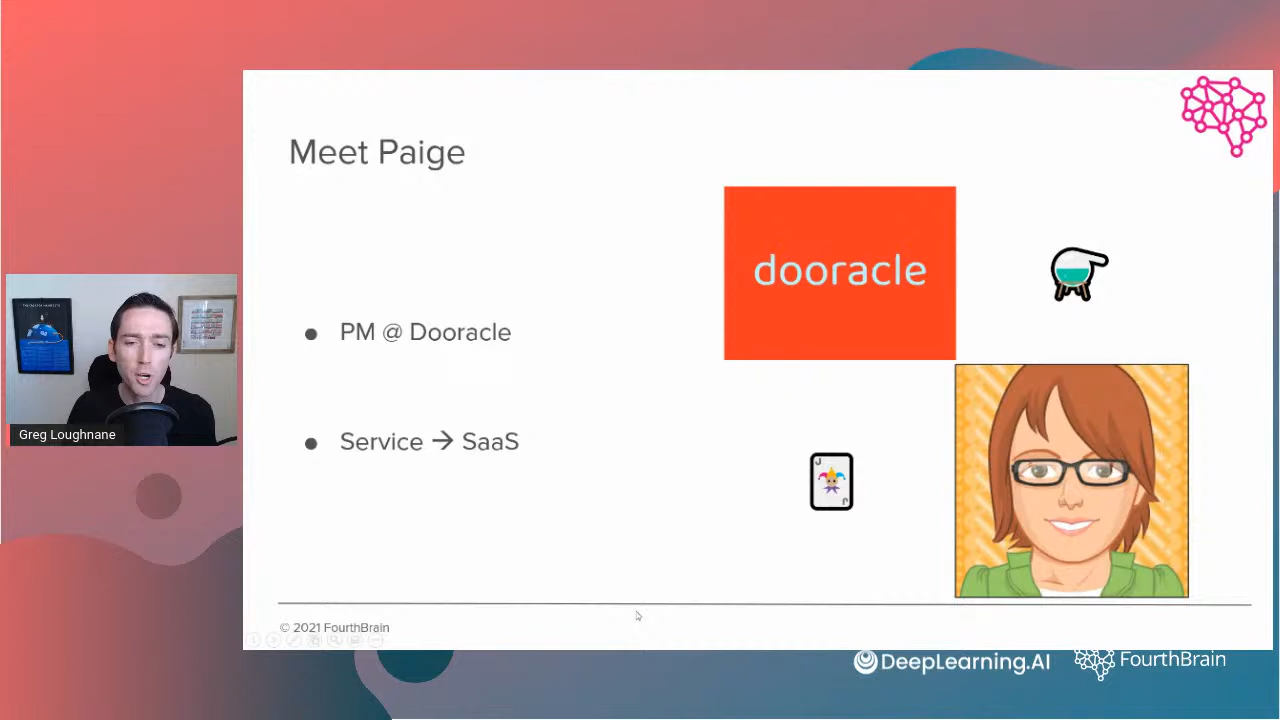 Meet Paige
dooracle
● PM @ Dooracle
● Service → SaaS
Greg Loughnane
© 2021 FourthBrain
DeepLearning.AI
FourthBrain